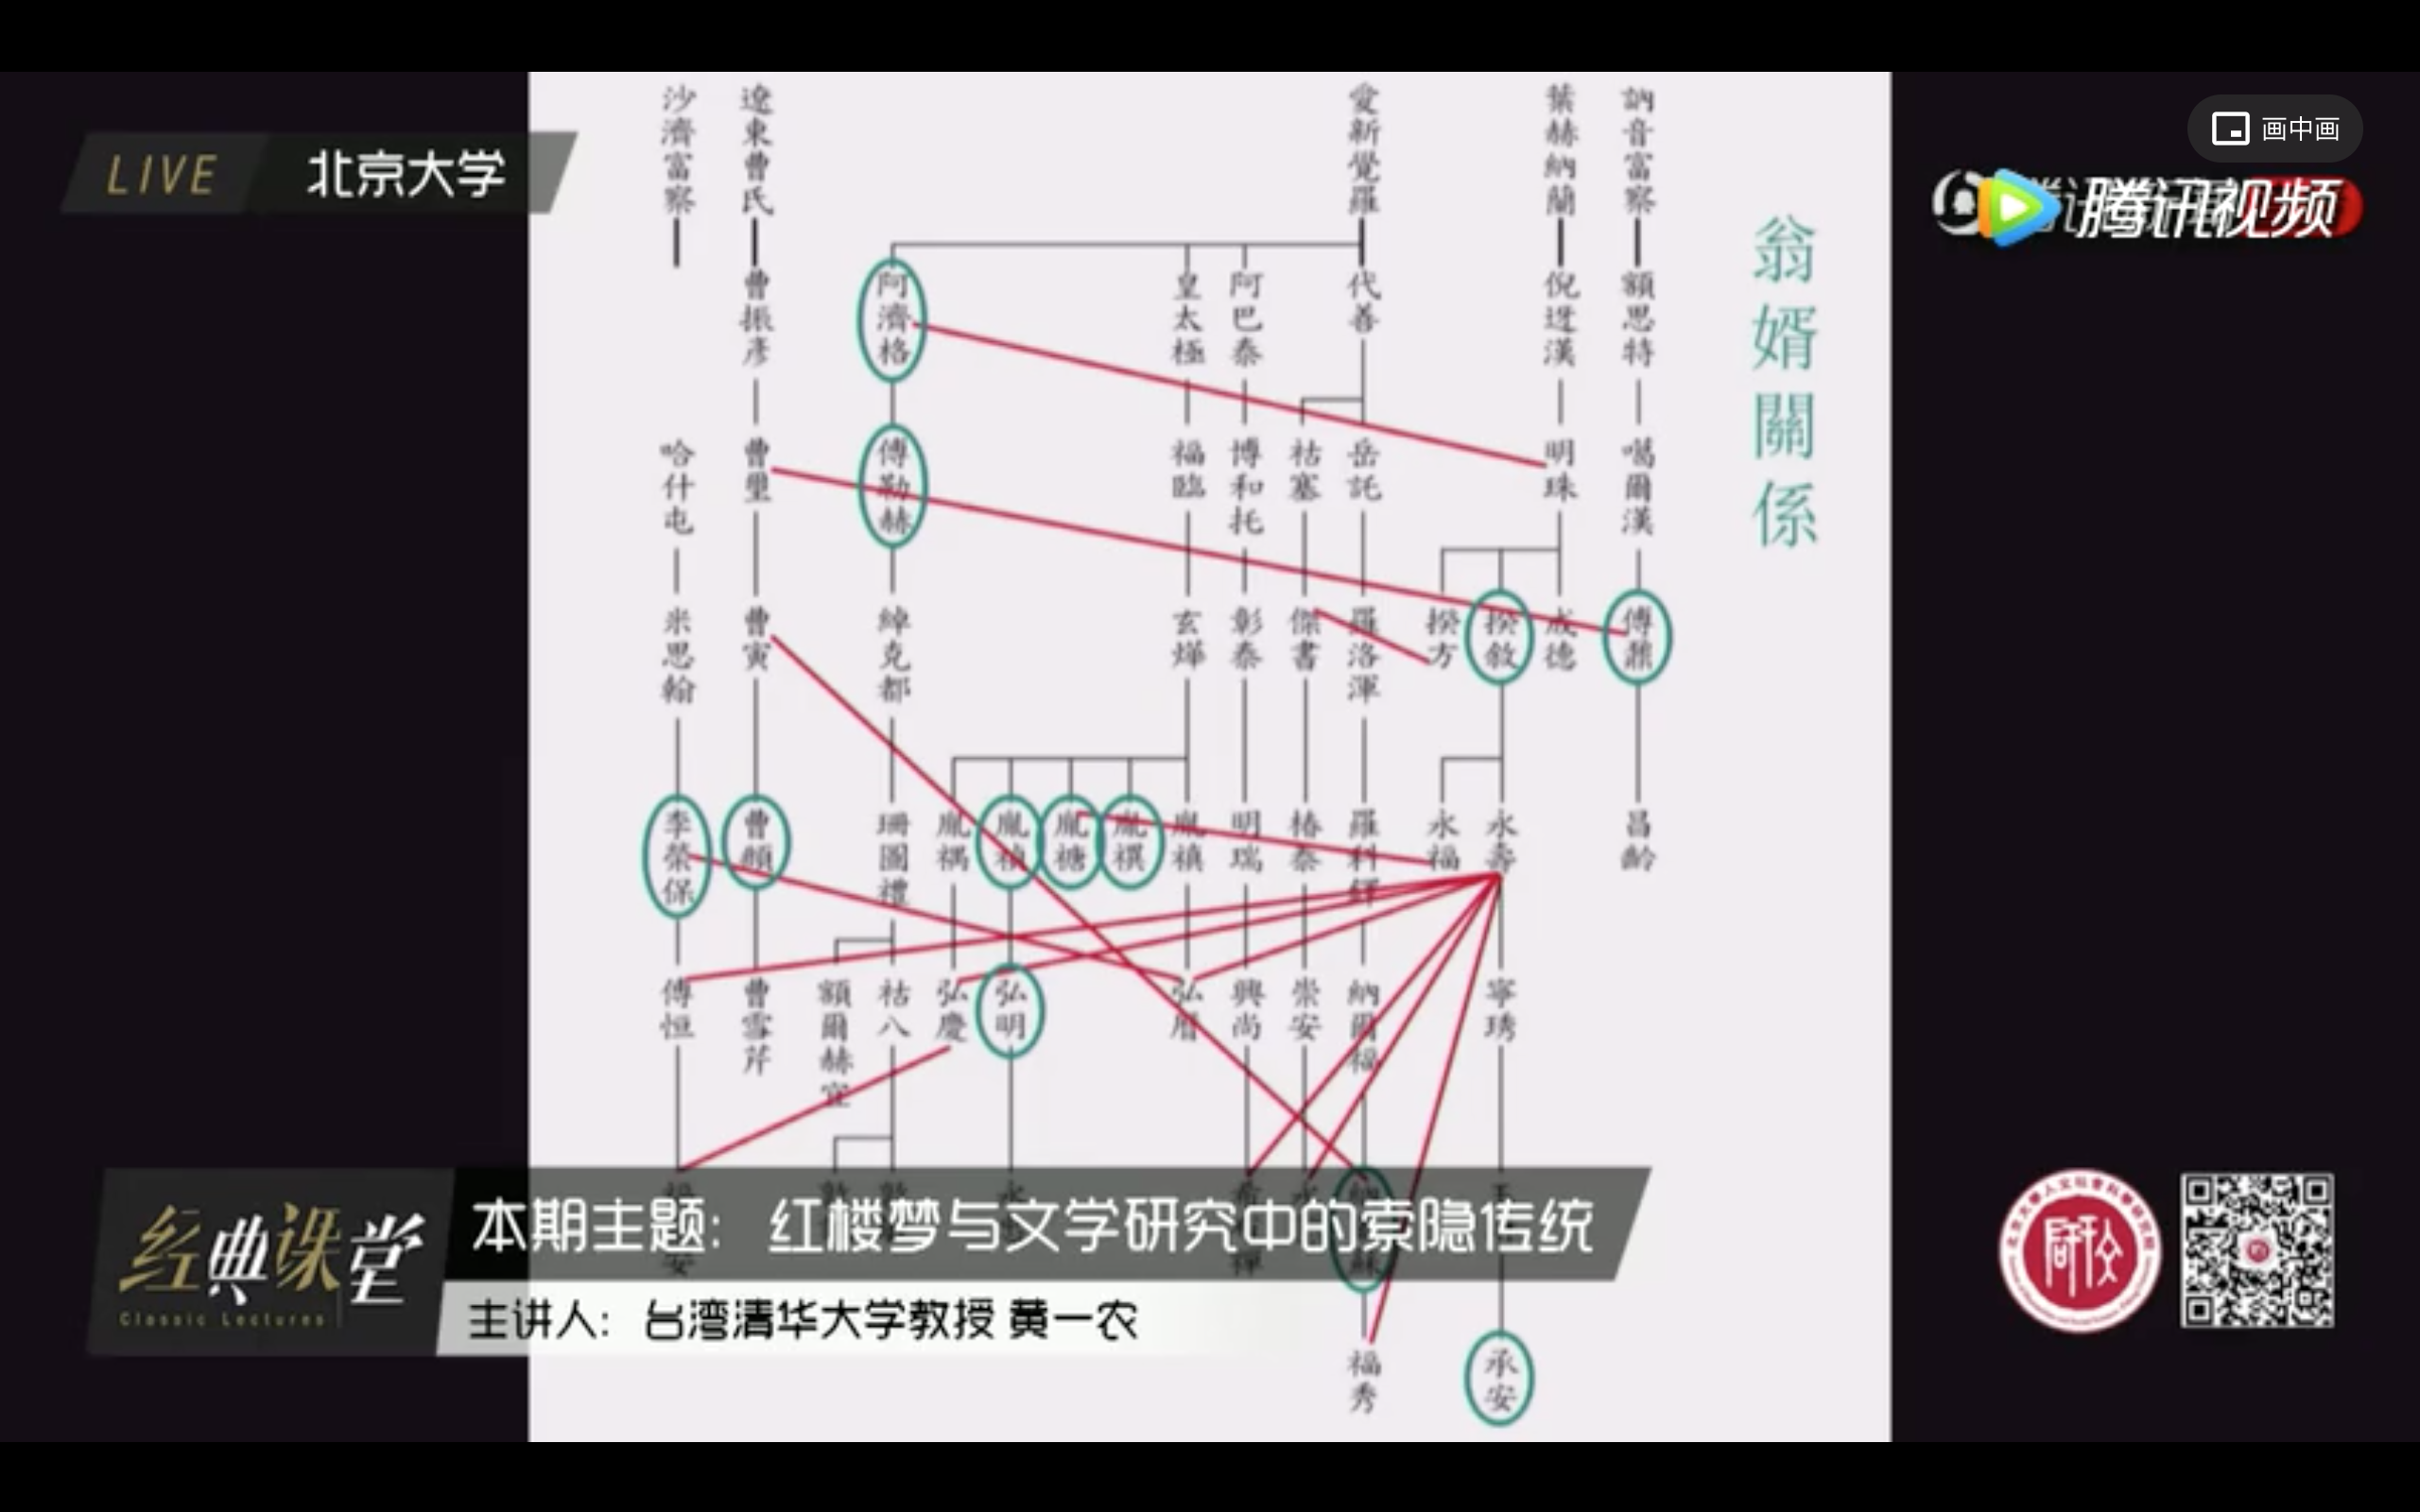 画中画
LIVE
北京大学
腾讯视频
翁婿關係
訥音富察
額思特
噶爾漢
傅鼐
昌齡
葉赫納蘭
倪迓漢
明珠
成德
揆敘
揆方
永壽
永福
寧琇
承安
愛新覺羅
代善
阿巴泰
皇太極
阿濟格
岳託
祜塞
博和托
福臨
傅勒赫
羅洛渾
傑書
彰泰
玄燁
綽克都
羅科鐸
椿泰
明瑞
胤禛
胤禩
胤禟
胤禎
胤禑
珊圖禮
納爾福
崇安
興尚
弘曆
弘明
弘慶
祜八
額爾赫宜
福秀
遼東曹氏
曹振彥
曹璽
曹寅
曹頫
曹雪芹
沙濟富察
哈什屯
米思翰
李榮保
傅恒
经典课堂
Classic Lectures
本期主题：红楼梦与文学研究中的索隐传统
主讲人：台湾清华大学教授 黄一农